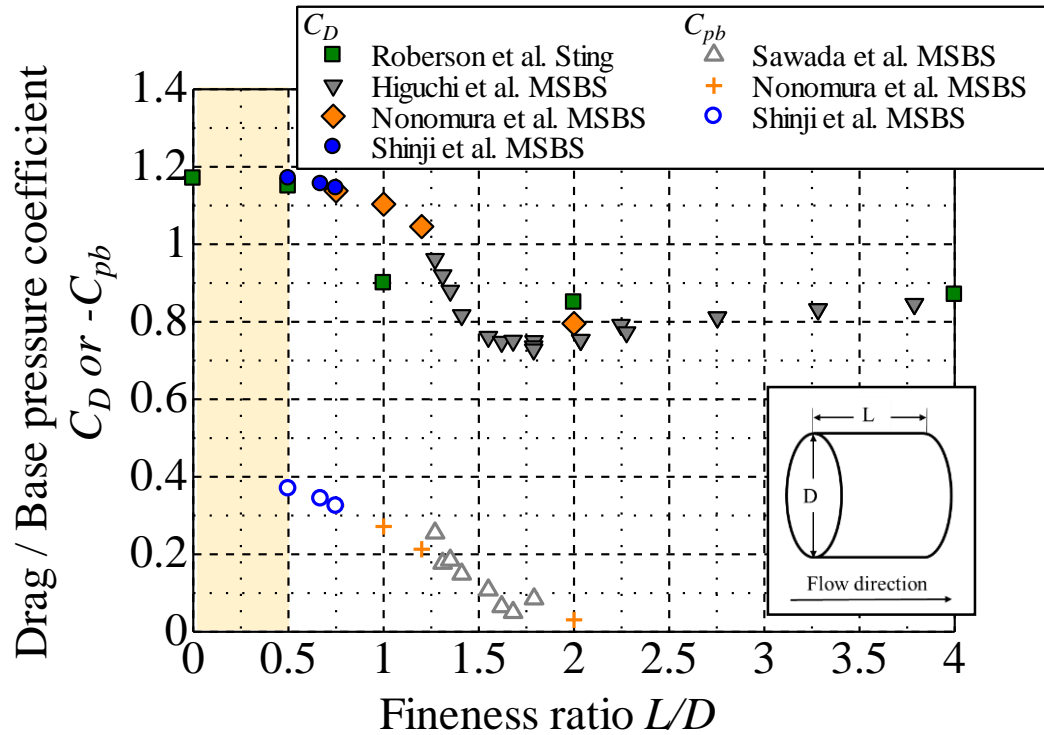 C_D
Roberson et al. Sting
Higuchi et al. MSBS
Nonomura et al. MSBS
Shinji et al. MSBS
C_pb
Sawada et al. MSBS
Nonomura et al. MSBS
Shinji et al. MSBS
Drag / Base pressure coefficient
C_D or -C_pb
1.4
1.2
1
0.8
0.6
0.4
0.2
0
L
D
Flow direction
0
0.5
1
1.5
2
2.5
3
3.5
4
Fineness ratio L/D